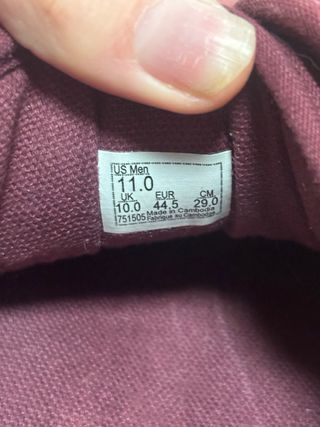 US Men
11.0
UK EUR CM
10.0 44.5 29.0
751505 Made in Cambodia
Fabriqué au Cambodge